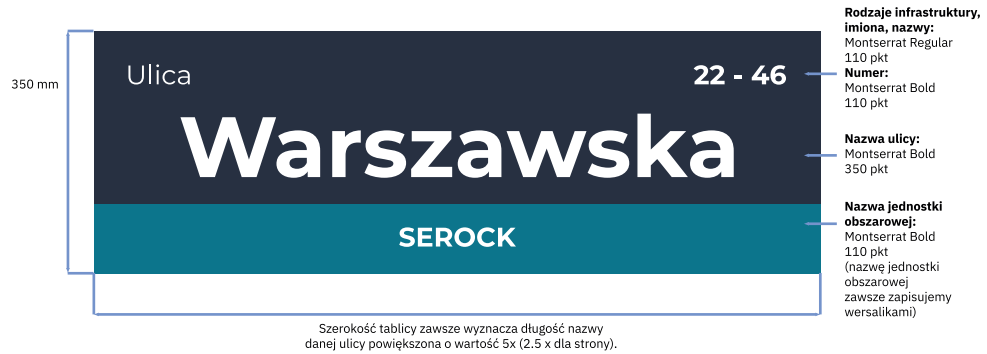 350 mm
Ulica
22 - 46
Warszawska
SEROCK
Rodzaje infrastruktury,
imiona, nazwy:
Montserrat Regular
110 pkt
Numer:
Montserrat Bold
110 pkt
Nazwa ulicy:
Montserrat Bold
350 pkt
Nazwa jednostki
obszarowej:
Montserrat Bold
110 pkt
(nazwę jednostki
obszarowej
zawsze zapisujemy
wersalikami)
Szerokość tablicy zawsze wyznacza długość nazwy
danej ulicy powiększona o wartość 5x (2.5 x dla strony).